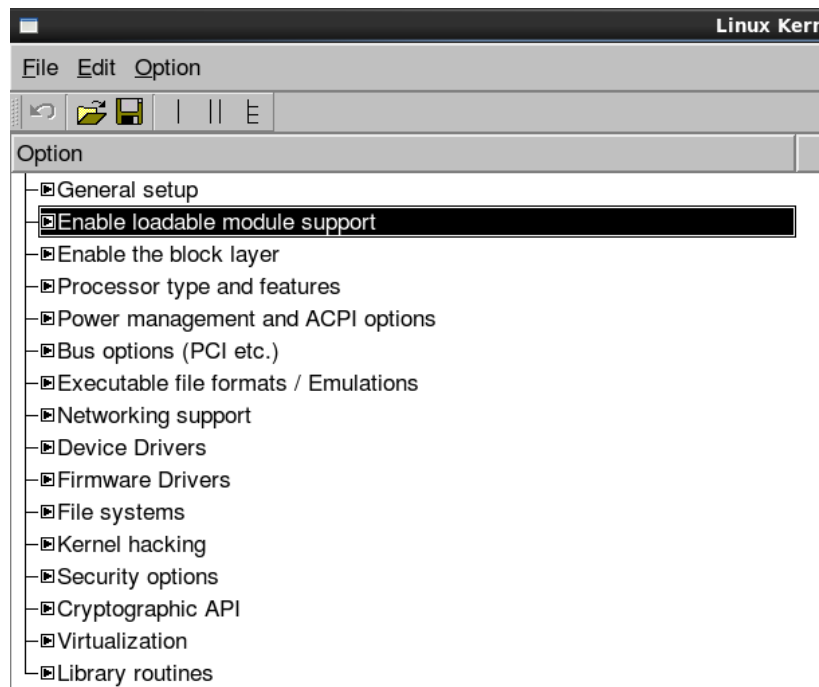 Linux Kern
File Edit Option
Option
General setup
Enable loadable module support
Enable the block layer
Processor type and features
Power management and ACPI options
Bus options (PCI etc.)
Executable file formats / Emulations
Networking support
Device Drivers
Firmware Drivers
File systems
Kernel hacking
Security options
Cryptographic API
Virtualization
Library routines